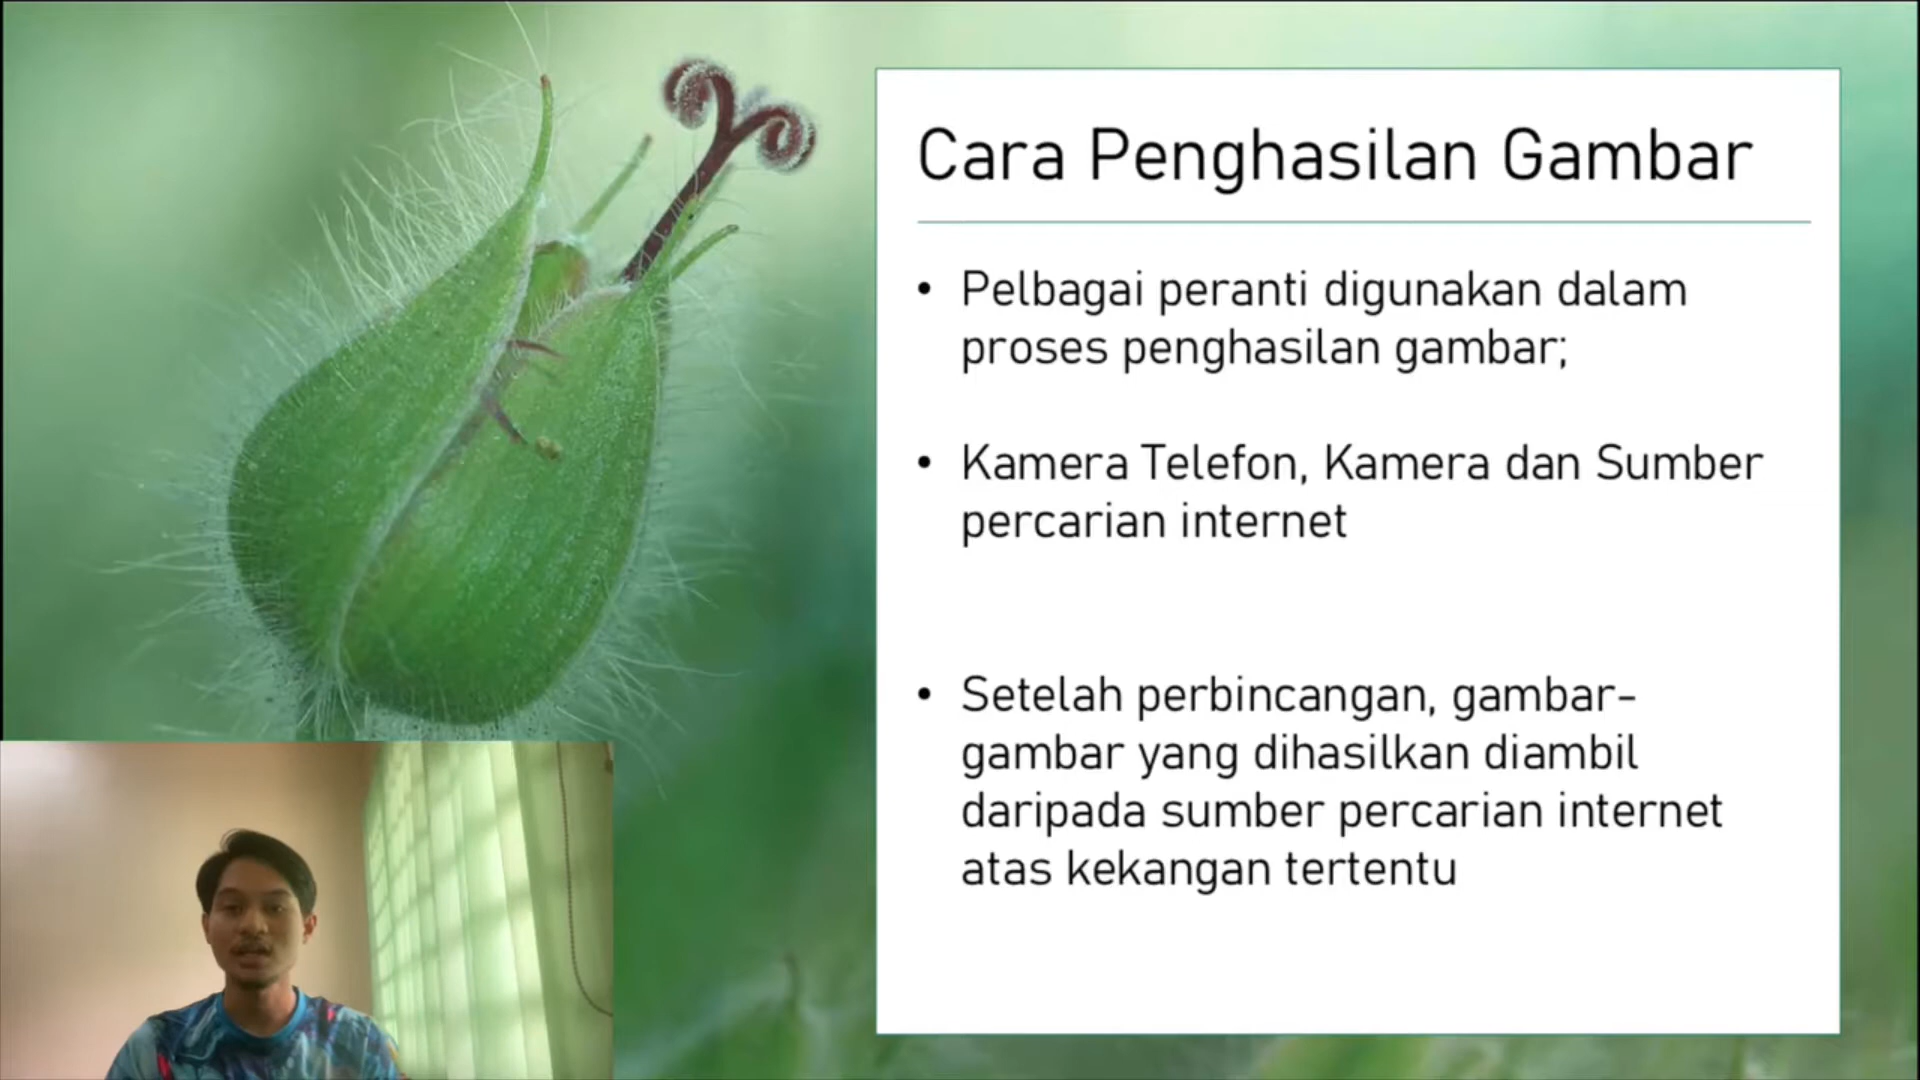 Cara Penghasilan Gambar
• Pelbagai peranti digunakan dalam
proses penghasilan gambar;
• Kamera Telefon, Kamera dan Sumber
percarian internet
• Setelah perbincangan, gambar-
gambar yang dihasilkan diambil
daripada sumber percarian internet
atas kekangan tertentu